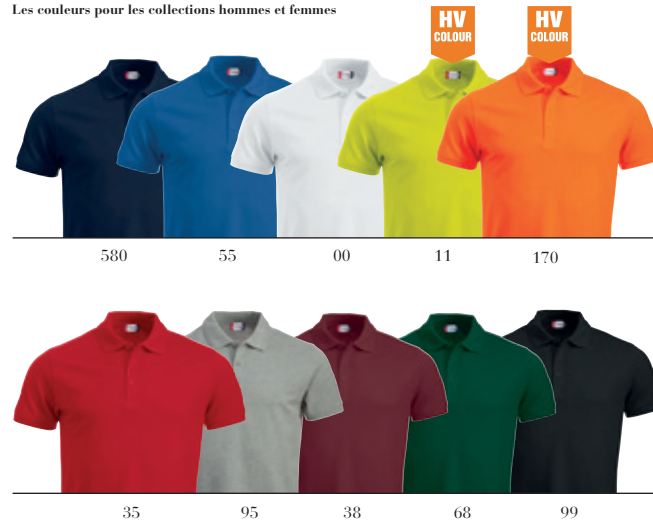 Les couleurs pour les collections hommes et femmes
HV
COLOUR
HV
COLOUR
580 55 00 11 170
35 95 38 68 99